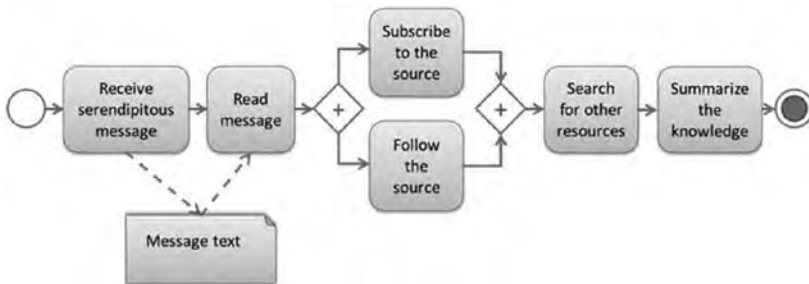 Receive
serendipitous
message
Read
message
+
Subscribe
to the
source
Follow
the
source
+
Search
for other
resources
Summarize
the
knowledge
Message text